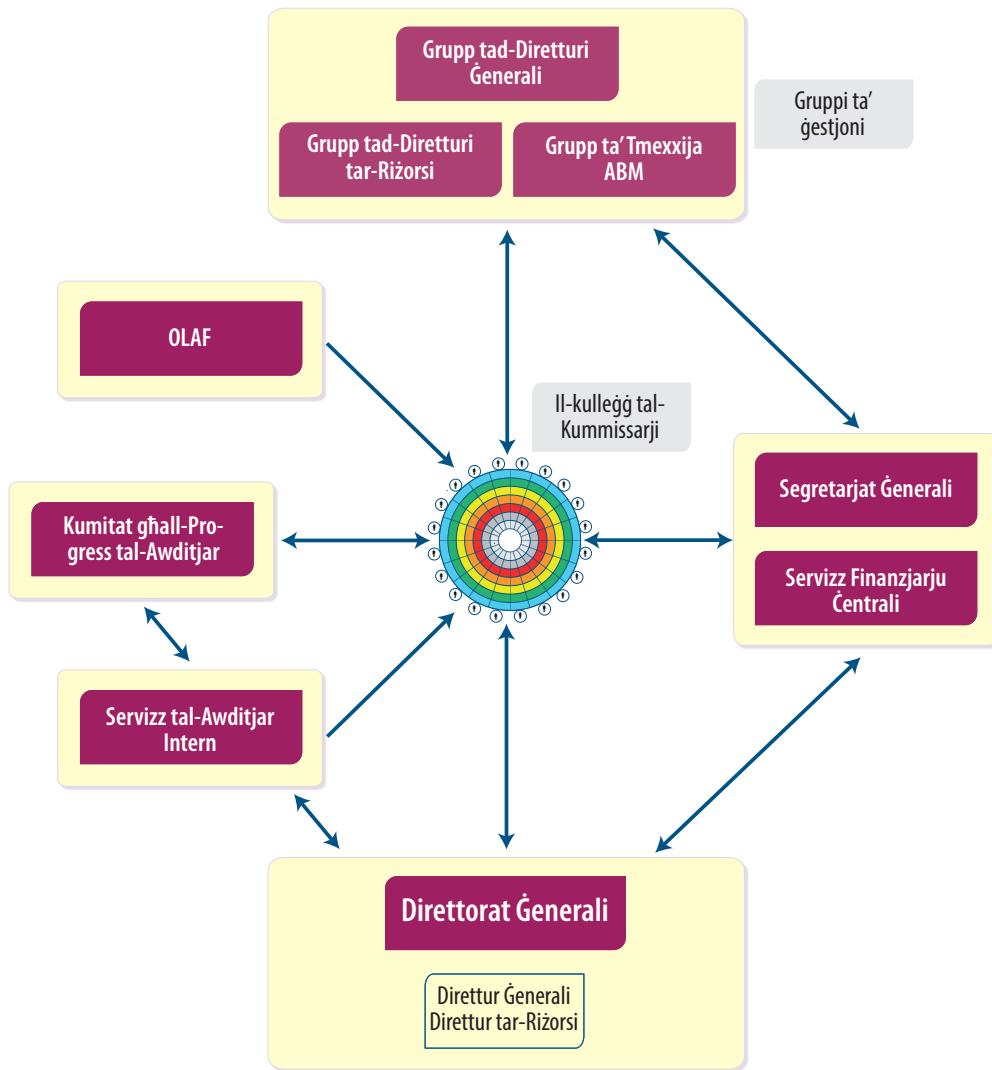 Grupp tad-Diretturi
Ġenerali
Gruppi ta’
ġestjoni
Grupp tad-Diretturi
tar-Riżorsi
Grupp ta’ Tmexxija
ABM
OLAF
Il-kulleġġ tal-
Kummissarji
Segretarjat Ġenerali
Kumitat għall-Pro-
gress tal-Awditjar
Servizz Finanzjarju
Ċentrali
Servizz tal-Awditjar
Intern
Direttorat Ġenerali
Direttur Ġenerali
Direttur tar-Riżorsi